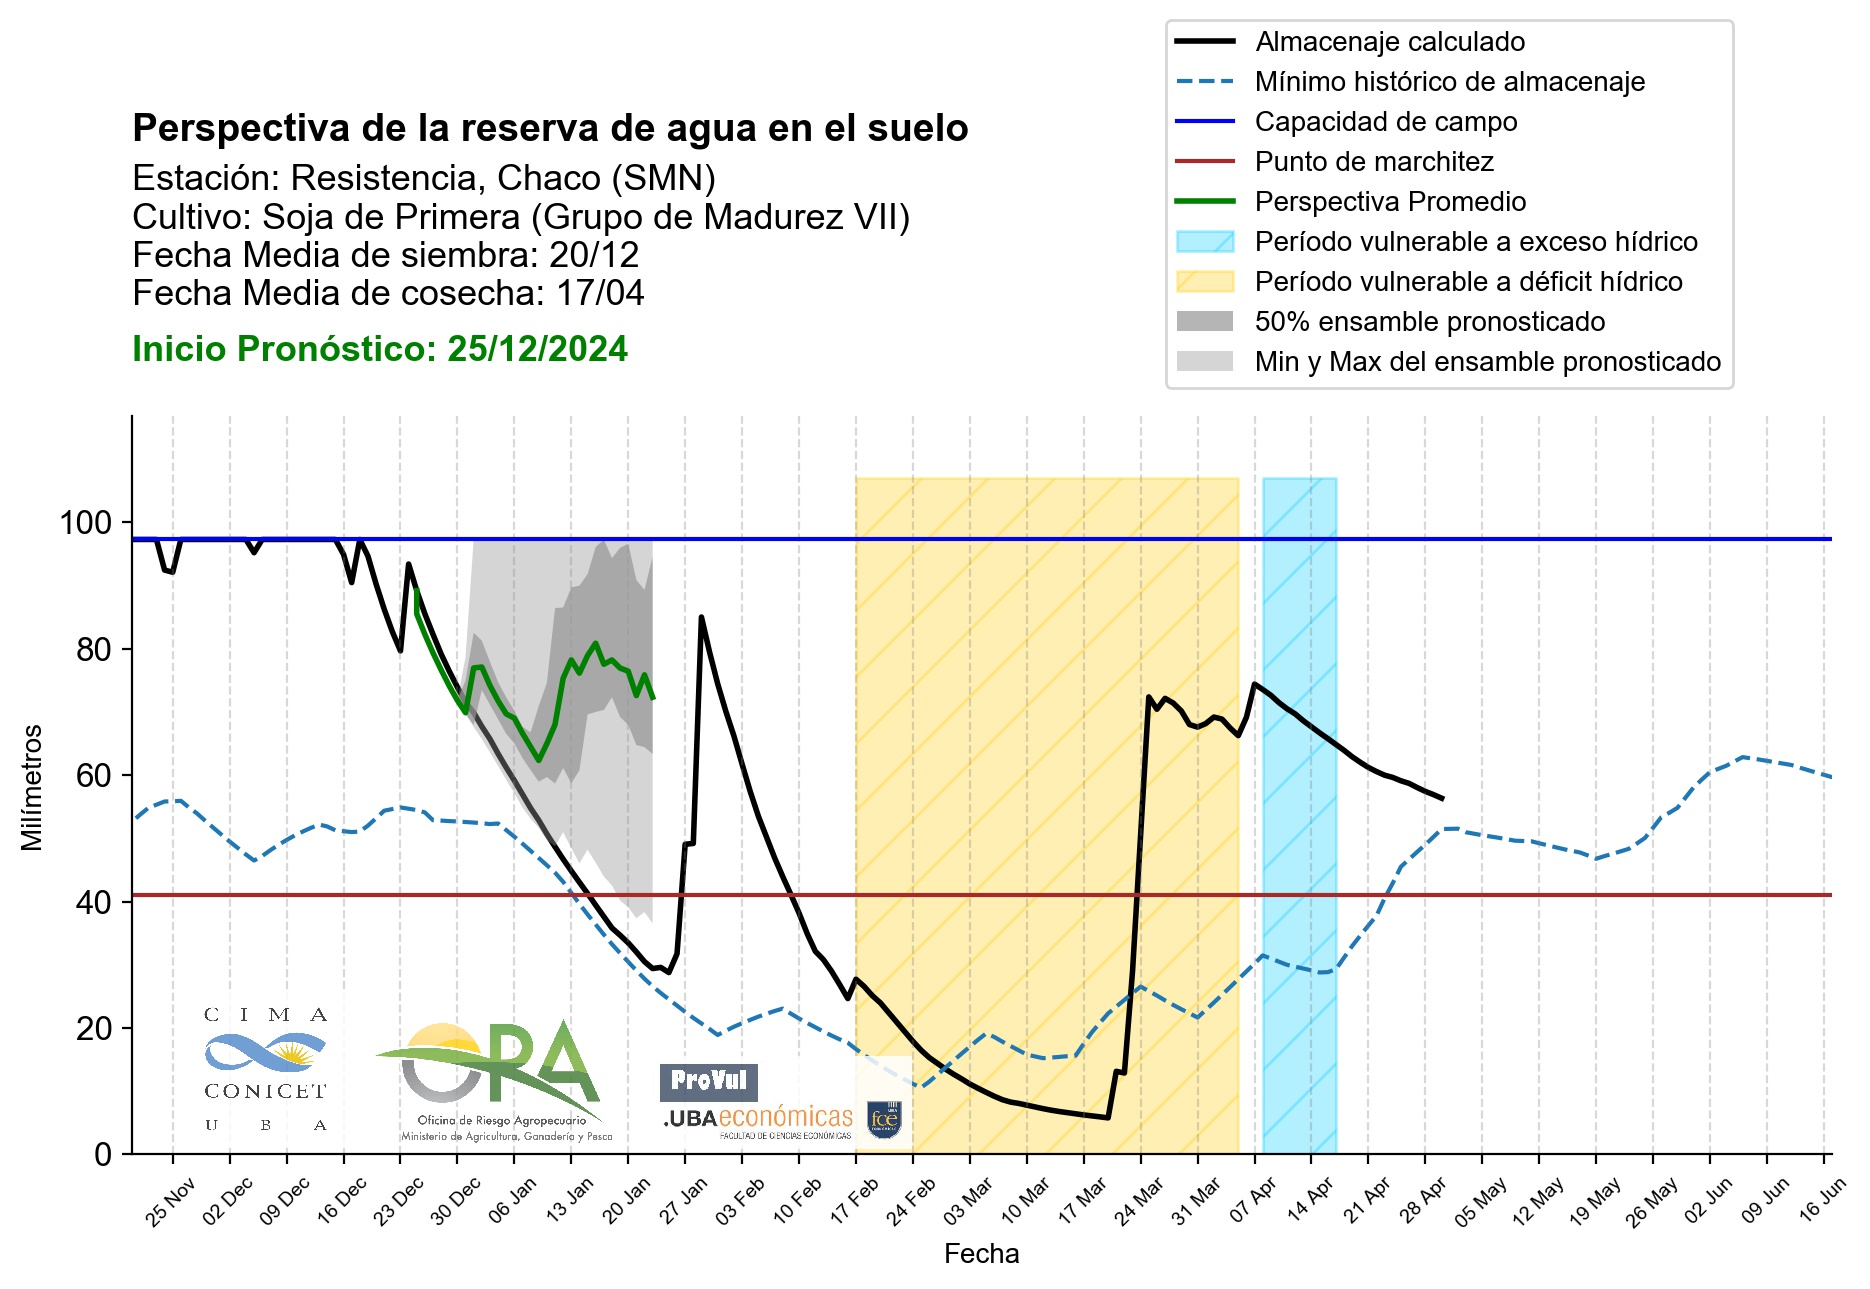 Almacenaje calculado
Mínimo histórico de almacenaje
Capacidad de campo
Punto de marchitez
Perspectiva Promedio
Período vulnerable a exceso hídrico
Período vulnerable a déficit hídrico
50% ensamble pronosticado
Min y Max del ensamble pronosticado
Perspectiva de la reserva de agua en el suelo
Estación: Resistencia, Chaco (SMN)
Cultivo: Soja de Primera (Grupo de Madurez VII)
Fecha Media de siembra: 20/12
Fecha Media de cosecha: 17/04
Inicio Pronóstico: 25/12/2024
Milímetros
100
80
60
40
20
0
CIMA
CONICET
UBA
ORA
Oficina de Riesgo Agropecuario
Ministerio de Agricultura, Ganadería y Pesca
ProVul
.UBAeconómicas
FACULTAD DE CIENCIAS ECONÓMICAS
UBA
fce
ECONÓMICAS
25 Nov
02 Dec
09 Dec
16 Dec
23 Dec
30 Dec
06 Jan
13 Jan
20 Jan
27 Jan
03 Feb
10 Feb
17 Feb
24 Feb
03 Mar
10 Mar
17 Mar
24 Mar
31 Mar
07 Apr
14 Apr
21 Apr
28 Apr
05 May
12 May
19 May
26 May
02 Jun
09 Jun
16 Jun
Fecha